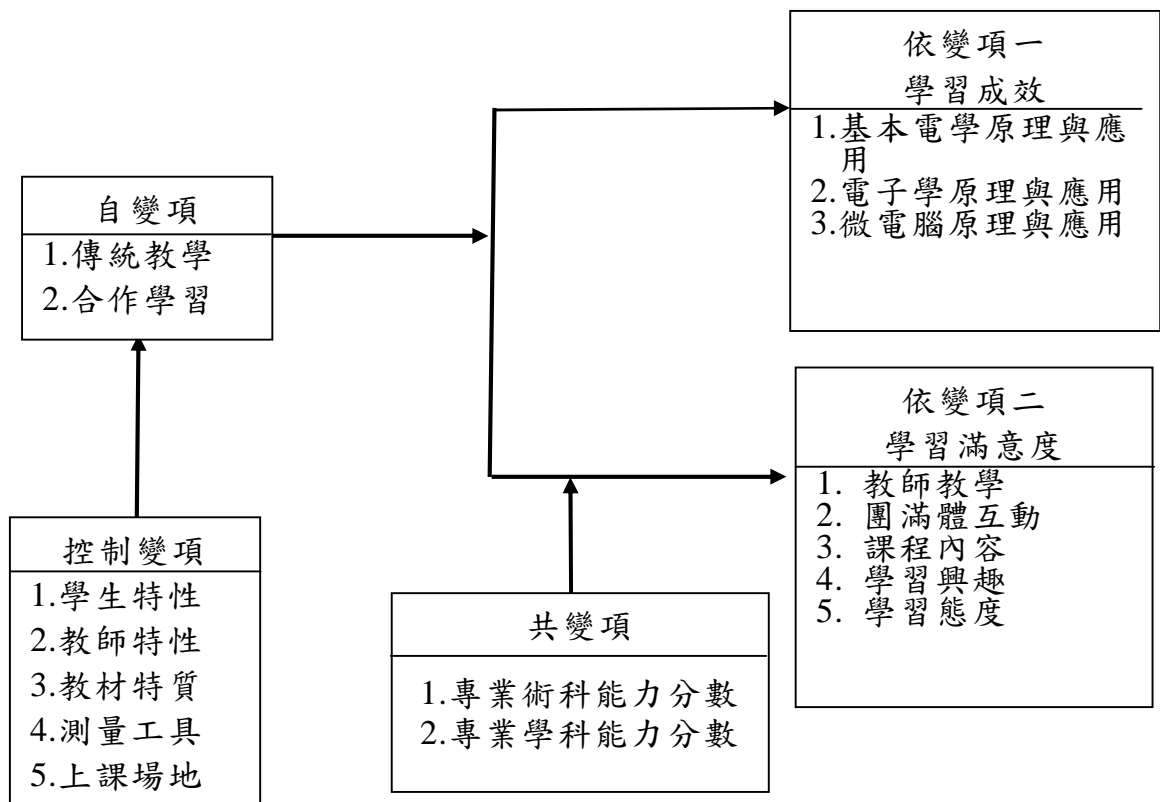 依變項一
學習成效
1.基本電學原理與應
用
2.電子學原理與應用
3.微電腦原理與應用
自變項
1.傳統教學
2.合作學習
依變項二
學習滿意度
1. 教師教學
2. 團滿體互動
3. 課程內容
4. 學習興趣
5. 學習態度
控制變項
1.學生特性
2.教師特性
3.教材特質
4.測量工具
5.上課場地
共變項
1.專業術科能力分數
2.專業學科能力分數